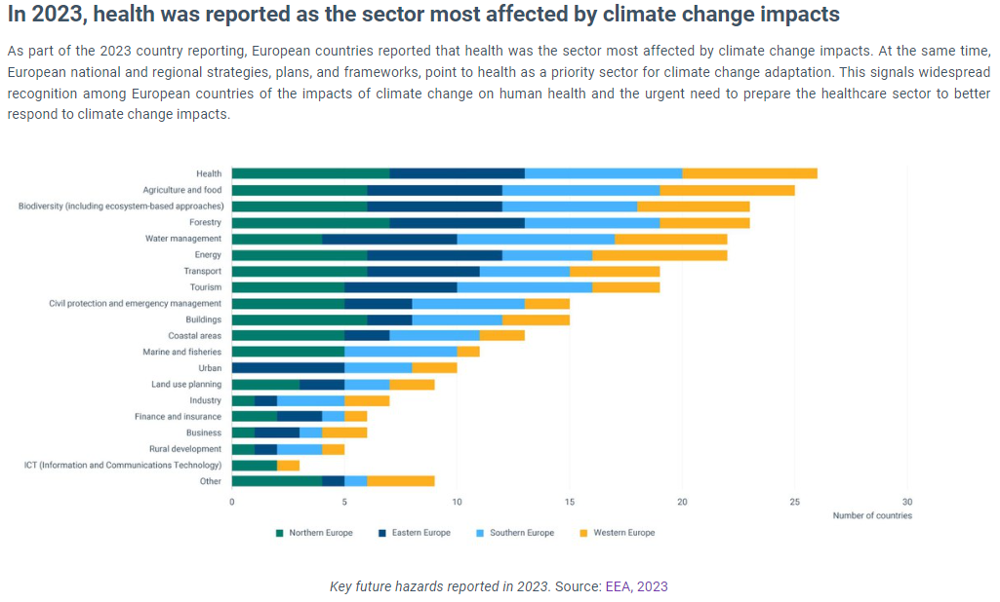 In 2023, health was reported as the sector most affected by climate change impacts
As part of the 2023 country reporting, European countries reported that health was the sector most affected by climate change impacts. At the same time,
European national and regional strategies, plans, and frameworks, point to health as a priority sector for climate change adaptation. This signals widespread
recognition among European countries of the impacts of climate change on human health and the urgent need to prepare the healthcare sector to better
respond to climate change impacts.
Health
Agriculture and food
Biodiversity (including ecosystem-based approaches)
Forestry
Water management
Energy
Transport
Tourism
Civil protection and emergency management
Buildings
Coastal areas
Marine and fisheries
Urban
Land use planning
Industry
Finance and insurance
Business
Rural development
ICT (Information and Communications Technology)
Other
0 5 10 15 20 25 30
Number of countries
Northern Europe Eastern Europe Southern Europe Western Europe
Key future hazards reported in 2023. Source: EEA, 2023